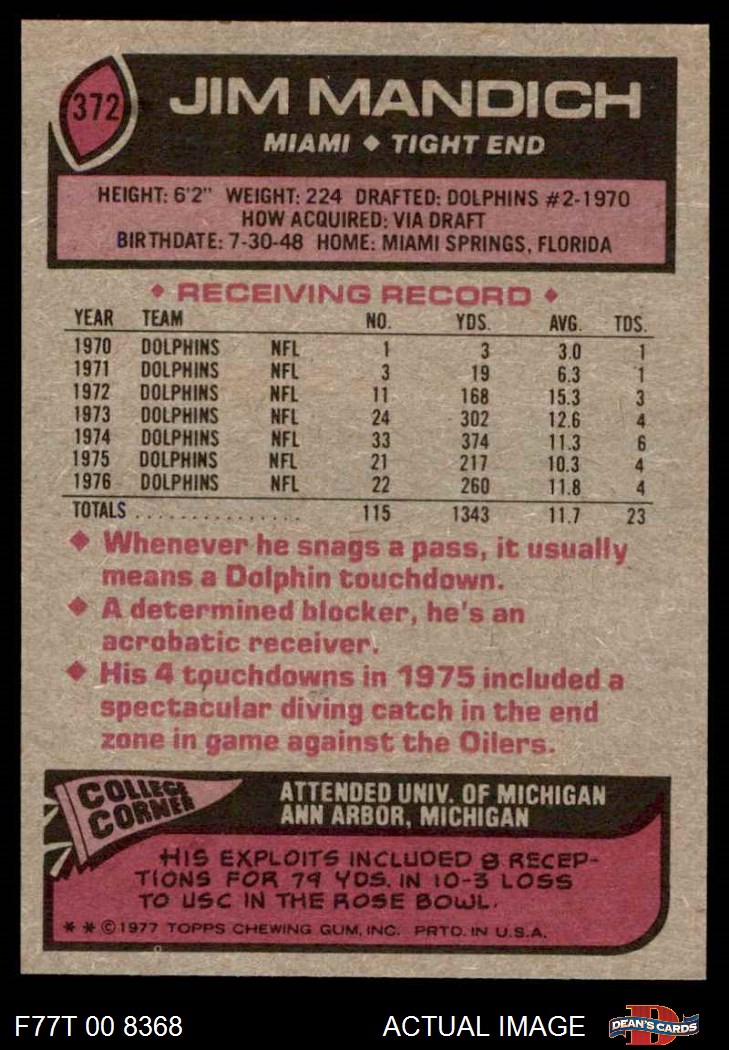 372
JIM MANDICH
MIAMI ◆ TIGHT END
HEIGHT: 6'2" WEIGHT: 224 DRAFTED: DOLPHINS #2-1970
HOW ACQUIRED: VIA DRAFT
BIRTHDATE: 7-30-48 HOME: MIAMI SPRINGS, FLORIDA
◆ RECEIVING RECORD ◆
YEAR TEAM NO. YDS. AVG. TDS.
1970 DOLPHINS NFL 1 3 3.0 1
1971 DOLPHINS NFL 3 19 6.3 1
1972 DOLPHINS NFL 11 168 15.3 3
1973 DOLPHINS NFL 24 302 12.6 4
1974 DOLPHINS NFL 33 374 11.3 6
1975 DOLPHINS NFL 21 217 10.3 4
1976 DOLPHINS NFL 22 260 11.8 4
TOTALS ................ 115 1343 11.7 23
◆ Whenever he snags a pass, it usually
means a Dolphin touchdown.
◆ A determined blocker, he's an
acrobatic receiver.
◆ His 4 touchdowns in 1975 included a
spectacular diving catch in the end
zone in game against the Oilers.
COLLEGE
CORNER
ATTENDED UNIV. OF MICHIGAN
ANN ARBOR, MICHIGAN
HIS EXPLOITS INCLUDED 8 RECEP-
TIONS FOR 79 YDS. IN 10-3 LOSS
TO USC IN THE ROSE BOWL.
* * © 1977 TOPPS CHEWING GUM, INC. PRTD. IN U.S.A.
F77T 00 8368
ACTUAL IMAGE
DEAN'S CARDS